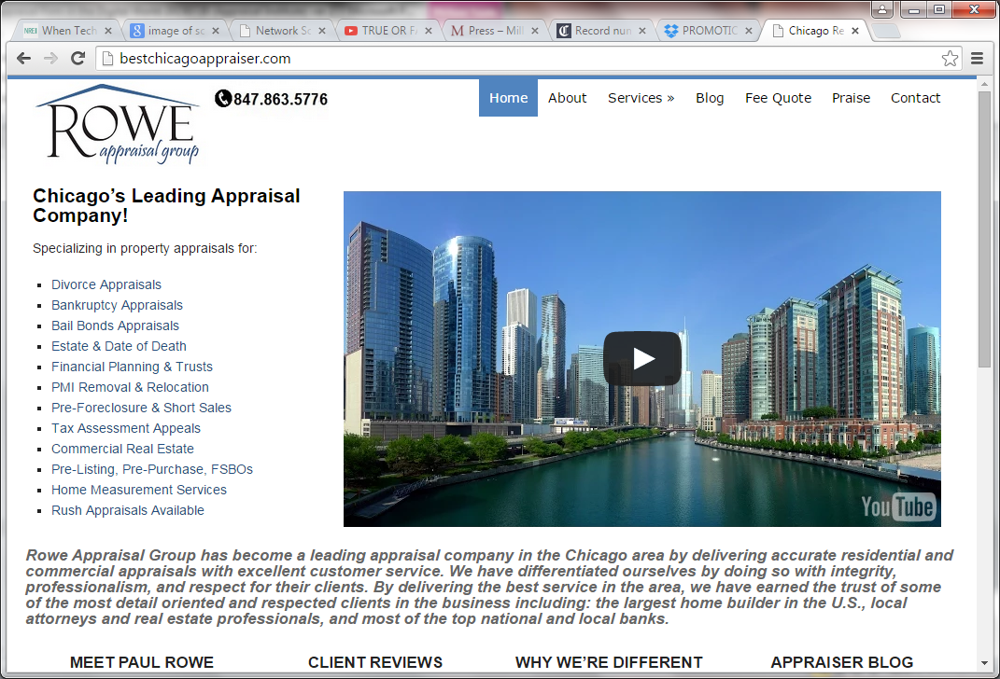 When Tech
image of sc
Network Sc
TRUE OR FA
Press – Mill
Record nun
PROMOTIC
Chicago Re
bestchicagoappraiser.com
ROWE
appraisal group
847.863.5776
Home About Services » Blog Fee Quote Praise Contact
Chicago’s Leading Appraisal
Company!
Specializing in property appraisals for:
Divorce Appraisals
Bankruptcy Appraisals
Bail Bonds Appraisals
Estate & Date of Death
Financial Planning & Trusts
PMI Removal & Relocation
Pre-Foreclosure & Short Sales
Tax Assessment Appeals
Commercial Real Estate
Pre-Listing, Pre-Purchase, FSBOs
Home Measurement Services
Rush Appraisals Available
YouTube
Rowe Appraisal Group has become a leading appraisal company in the Chicago area by delivering accurate residential and
commercial appraisals with excellent customer service. We have differentiated ourselves by doing so with integrity,
professionalism, and respect for their clients. By delivering the best service in the area, we have earned the trust of some
of the most detail oriented and respected clients in the business including: the largest home builder in the U.S., local
attorneys and real estate professionals, and most of the top national and local banks.
MEET PAUL ROWE CLIENT REVIEWS WHY WE’RE DIFFERENT APPRAISER BLOG